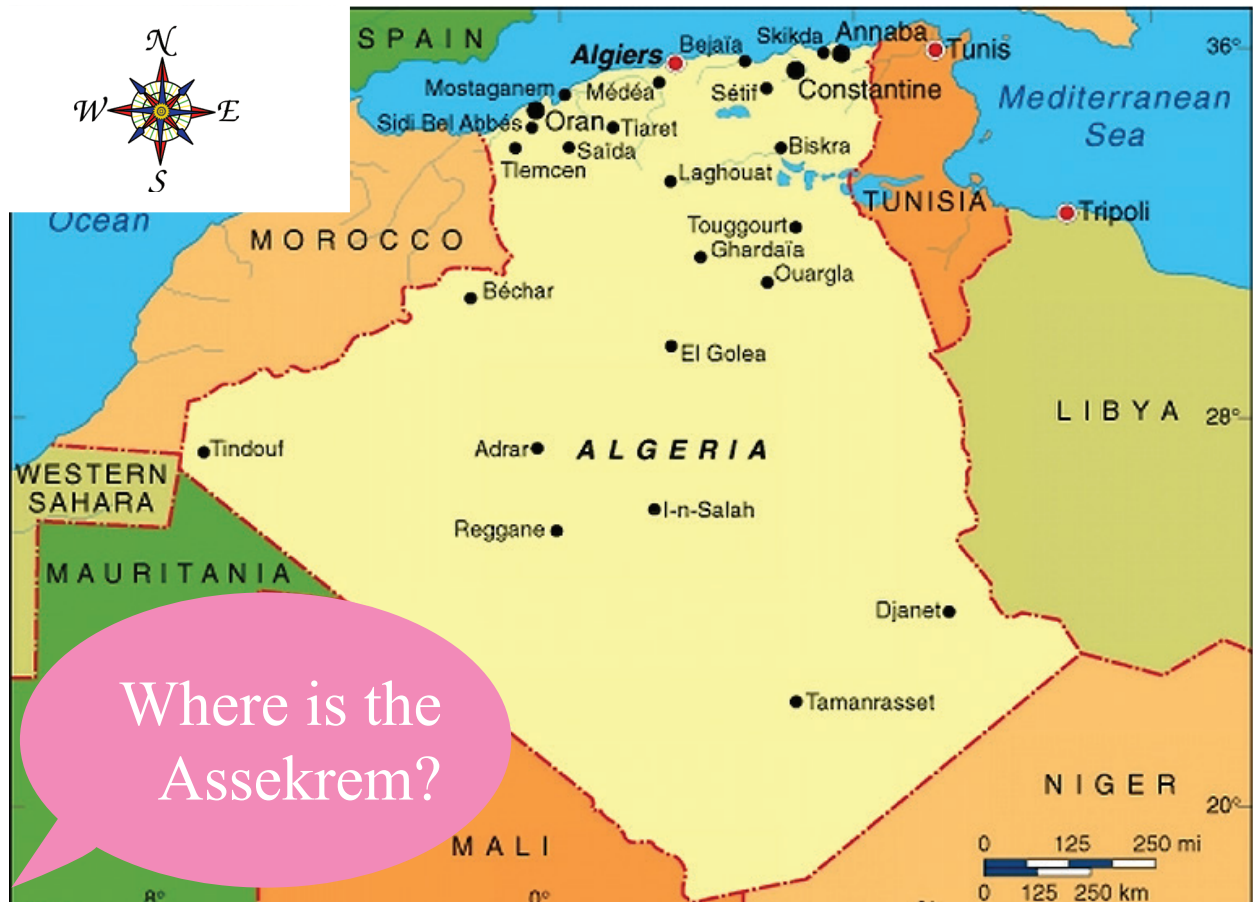 N
W
E
S
SPAIN
Algiers
Bejaïa
Skikda
Annaba
Tunis
36°
Mostaganem
Médéa
Sétif
Constantine
Mediterranean
Sea
Sidi Bel Abbés
Oran
Tiaret
Saïda
Biskra
Tlemcen
Laghouat
TUNISIA
Tripoli
Ocean
MOROCCO
Touggourt
Ghardaïa
Ouargla
Béchar
El Golea
LIBYA
28°
Tindouf
Adrar
ALGERIA
WESTERN
SAHARA
I-n-Salah
Reggane
MAURITANIA
Djanet
Where is the
Assekrem?
Tamanrasset
NIGER
20°
MALI
0 125 250 mi
0 125 250 km
8°
0°